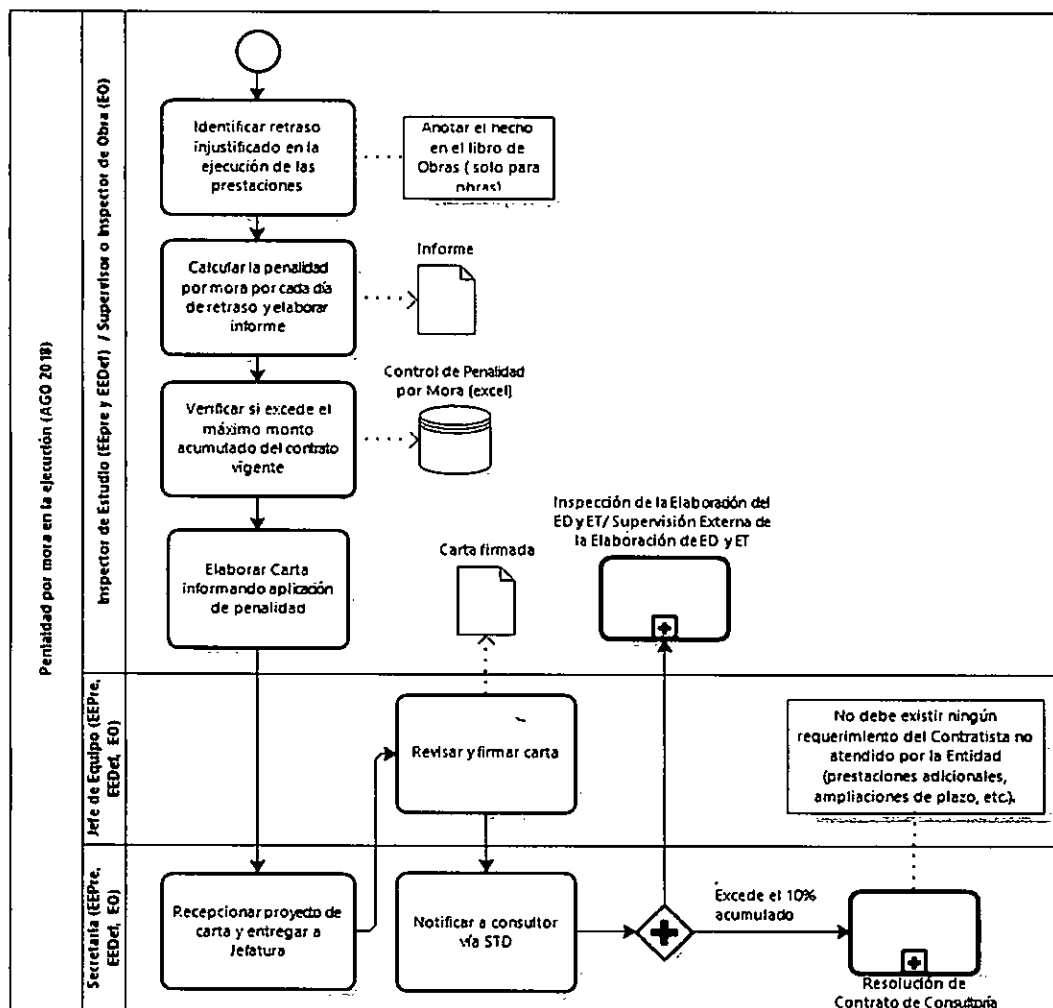 Pentaldad por mora en la ejecución (AGO 2018)
Inspector de Estudio (EEpre y EEDef) / Supervisor o Inspector de Obra (EO)
Identificar retraso
injustificado en la
ejecución de las
prestaciones
Anotar el hecho
en el libro de
Obras ( solo para
obras)
Calcular la penalidad
por mora por cada día
de retraso y elaborar
informe
Informe
Verificar si excede el
máximo monto
acumulado del contrato
vigente
Control de Penalidad
por Mora (excel)
Elaborar Carta
informando aplicación
de penalidad
Carta firmada
Inspección de la Elaboración del
ED y ET/ Supervisión Externa de
la Elaboración de ED y ET
Jefe de Equipo (EEPre,
EEDef, EO)
Revisar y firmar carta
No debe existir ningún
requerimiento del Contratista no
atendido por la Entidad
(prestaciones adicionales,
ampliaciones de plazo, etc.).
Secretaría (EEPre,
EEDef, EO)
Recepcionar proyecto de
carta y entregar a
Jefatura
Notificar a consultor
vía STD
Excede el 10%
acumulado
Resolución de
Contrato de Consultoría